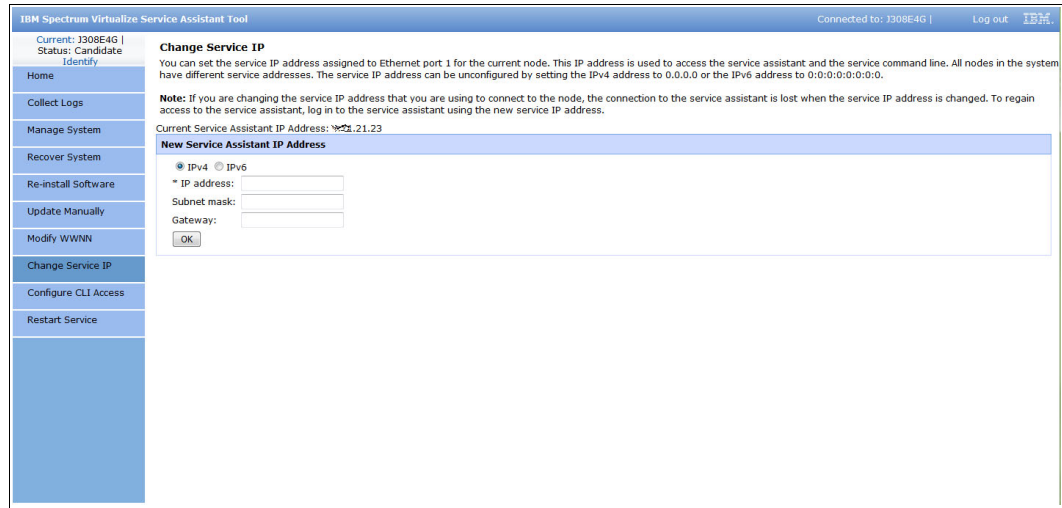 IBM Spectrum Virtualize Service Assistant Tool
Connected to: J308E4G |
Log out
IBM.
Current: J308E4G |
Status: Candidate
Identify
Home
Collect Logs
Manage System
Recover System
Re-install Software
Update Manually
Modify WWNN
Change Service IP
Configure CLI Access
Restart Service
Change Service IP
You can set the service IP address assigned to Ethernet port 1 for the current node. This IP address is used to access the service assistant and the service command line. All nodes in the system
have different service addresses. The service IP address can be unconfigured by setting the IPv4 address to 0.0.0.0 or the IPv6 address to 0:0:0:0:0:0:0:0.
Note: If you are changing the service IP address that you are using to connect to the node, the connection to the service assistant is lost when the service IP address is changed. To regain
access to the service assistant, log in to the service assistant using the new service IP address.
Current Service Assistant IP Address: .21.23
New Service Assistant IP Address
IPv4 IPv6
* IP address:
Subnet mask:
Gateway:
OK